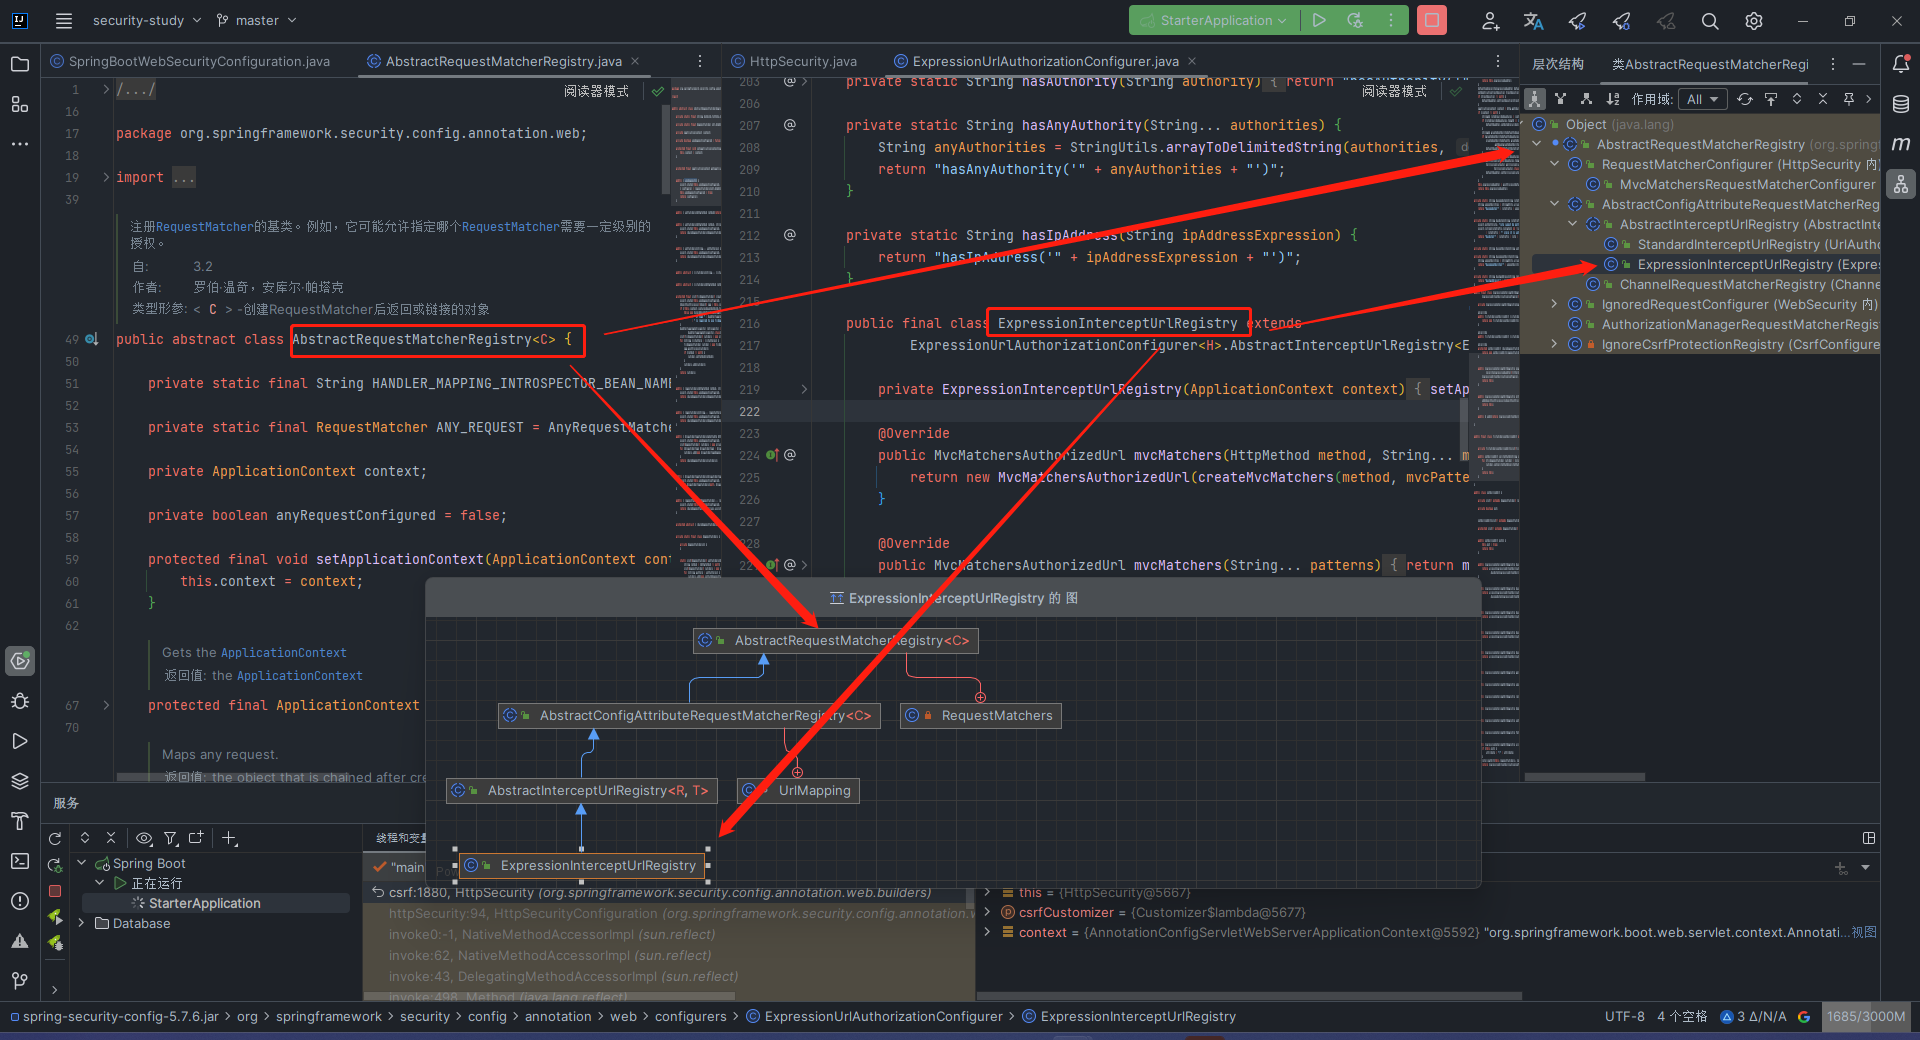 security-study
master
StarterApplication
SpringBootWebSecurityConfiguration.java
AbstractRequestMatcherRegistry.java
HttpSecurity.java
ExpressionUrlAuthorizationConfigurer.java
层次结构
类AbstractRequestMatcherRegi
阅读器模式
1 /.../
16
17 package org.springframework.security.config.annotation.web;
18
19 import ...
39
注册RequestMatcher的基类。例如，它可能允许指定哪个RequestMatcher需要一定级别的
授权。
自: 3.2
作者: 罗伯·温奇，安库尔·帕塔克
类型形参: < C > -创建RequestMatcher后返回或链接的对象
49 public abstract class AbstractRequestMatcherRegistry<C> {
50
51 private static final String HANDLER_MAPPING_INTROSPECTOR_BEAN_NAME
52
53 private static final RequestMatcher ANY_REQUEST = AnyRequestMatche
54
55 private ApplicationContext context;
56
57 private boolean anyRequestConfigured = false;
58
59 protected final void setApplicationContext(ApplicationContext cont
60 this.context = context;
61 }
62
Gets the ApplicationContext
返回值: the ApplicationContext
67 protected final ApplicationContext
70
Maps any request.
返回值: the object that is chained after cre
203 private static String hasAuthority(String authority) { return
阅读器模式
206
207 private static String hasAnyAuthority(String... authorities) {
208 String anyAuthorities = StringUtils.arrayToDelimitedString(authorities, d
209 return "hasAnyAuthority('" + anyAuthorities + "')";
210 }
211
212 private static String hasIpAddress(String ipAddressExpression) {
213 return "hasIpAddress('" + ipAddressExpression + "')";
214 }
215
216 public final class ExpressionInterceptUrlRegistry extends
217 ExpressionUrlAuthorizationConfigurer<H>.AbstractInterceptUrlRegistry<E
218
219 private ExpressionInterceptUrlRegistry(ApplicationContext context) { setAp
222
223 @Override
224 public MvcMatchersAuthorizedUrl mvcMatchers(HttpMethod method, String... m
225 return new MvcMatchersAuthorizedUrl(createMvcMatchers(method, mvcPatte
226 }
227
228 @Override
public MvcMatchersAuthorizedUrl mvcMatchers(String... patterns) { return m
作用域: All
Object (java.lang)
AbstractRequestMatcherRegistry (org.spring
RequestMatcherConfigurer (HttpSecurity 内)
MvcMatchersRequestMatcherConfigurer
AbstractConfigAttributeRequestMatcherReg
AbstractInterceptUrlRegistry (AbstractInte
StandardInterceptUrlRegistry (UrlAutho
ExpressionInterceptUrlRegistry (Expres
ChannelRequestMatcherRegistry (Channe
IgnoredRequestConfigurer (WebSecurity 内)
AuthorizationManagerRequestMatcherRegis
IgnoreCsrfProtectionRegistry (CsrfConfigure
ExpressionInterceptUrlRegistry 的 图
AbstractRequestMatcherRegistry<C>
AbstractConfigAttributeRequestMatcherRegistry<C>
RequestMatchers
AbstractInterceptUrlRegistry<R, T>
UrlMapping
ExpressionInterceptUrlRegistry
服务
线程和变量
Spring Boot
正在运行
StarterApplication
Database
"main
csrf:1880, HttpSecurity (org.springframework.security.config.annotation.web.builders)
httpSecurity:94, HttpSecurityConfiguration (org.springframework.security.config.annotation.w
invoke0:-1, NativeMethodAccessorImpl (sun.reflect)
invoke:62, NativeMethodAccessorImpl (sun.reflect)
invoke:43, DelegatingMethodAccessorImpl (sun.reflect)
invoke:498, Method (java.lang.reflect)
this = {HttpSecurity@5667}
csrfCustomizer = {Customizer$lambda@5677}
context = {AnnotationConfigServletWebServerApplicationContext@5592} "org.springframework.boot.web.servlet.context.Annotati...视图
spring-security-config-5.7.6.jar > org > springframework > security > config > annotation > web > configurers > ExpressionUrlAuthorizationConfigurer > ExpressionInterceptUrlRegistry
UTF-8 4 个空格 3 Δ/N/A 1685/3000M